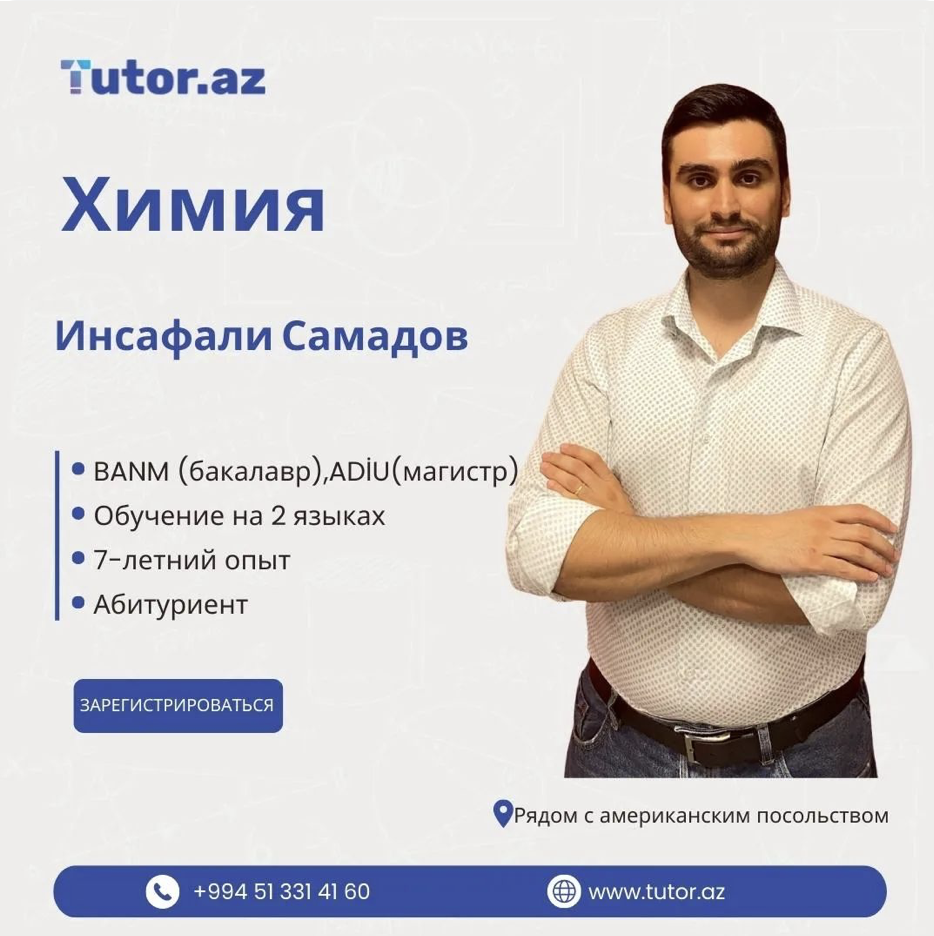 Tutor.az
Химия
Инсафали Самадов
BANM (бакалавр),ADİU(магистр)
Обучение на 2 языках
7-летний опыт
Абитуриент
ЗАРЕГИСТРИРОВАТЬСЯ
Рядом с американским посольством
+994 51 331 41 60
www.tutor.az